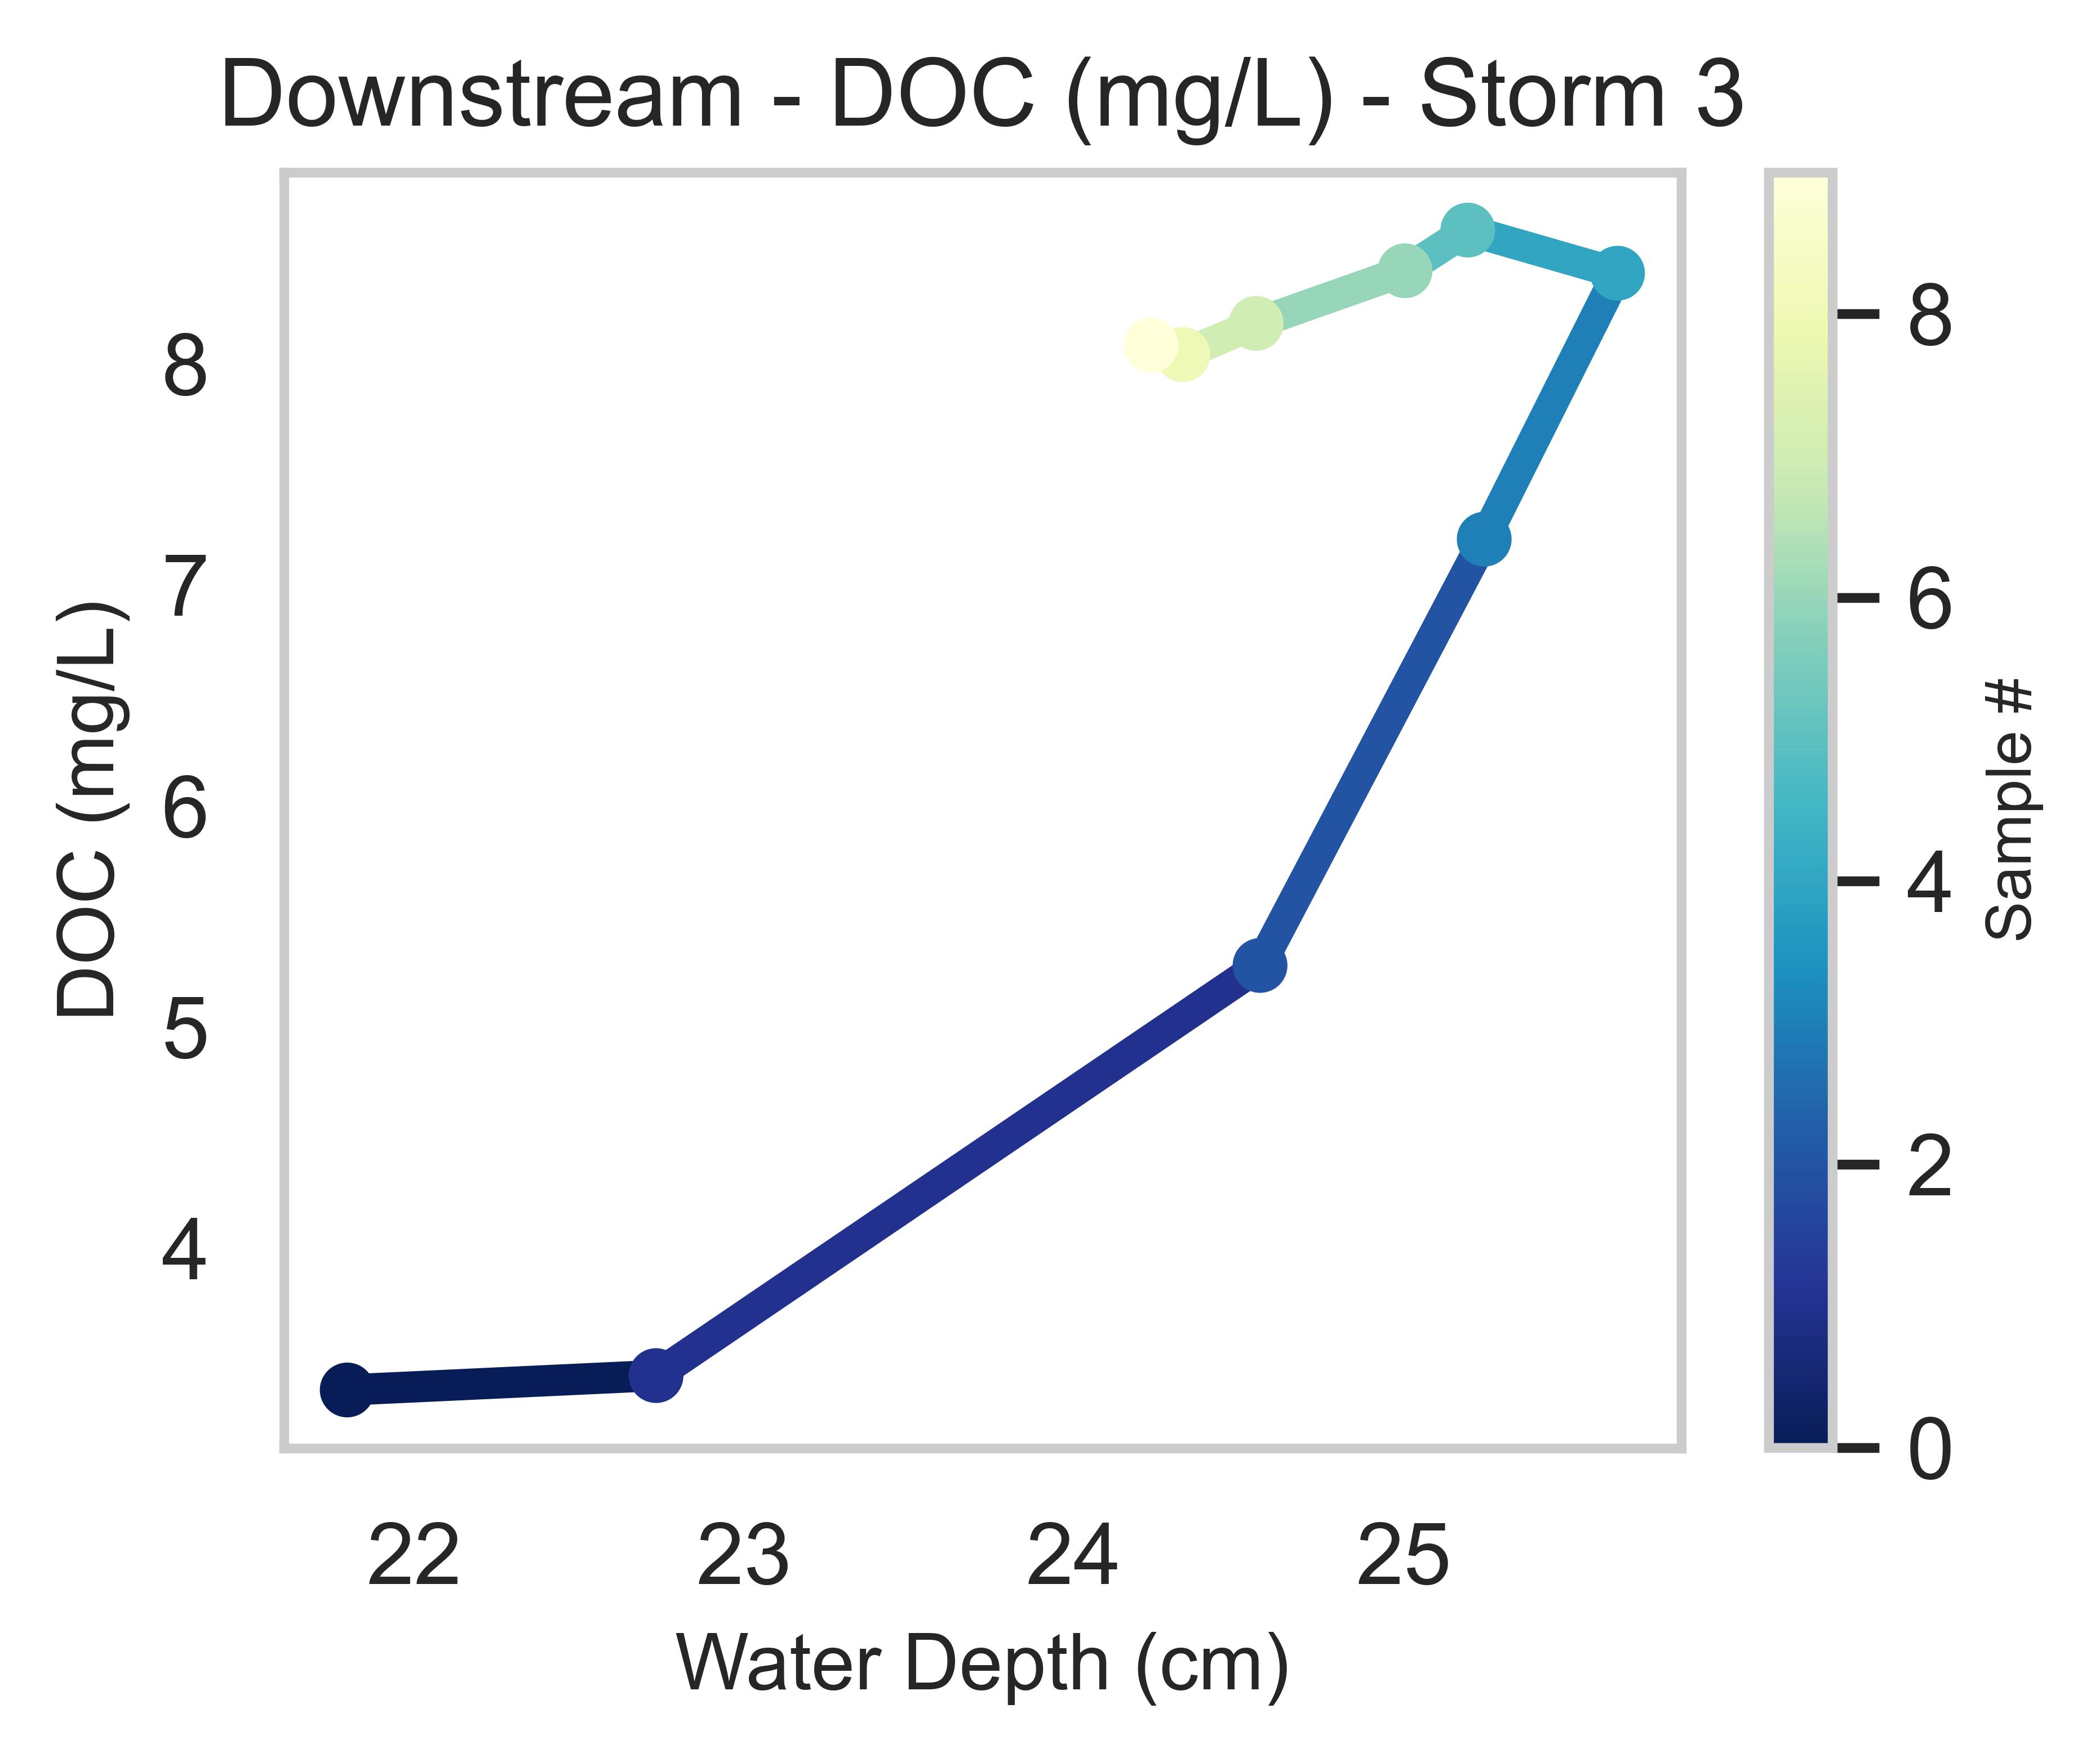 Downstream - DOC (mg/L) - Storm 3
DOC (mg/L)
8
7
6
5
4
22 23 24 25
Water Depth (cm)
8
6
4
2
0
Sample #